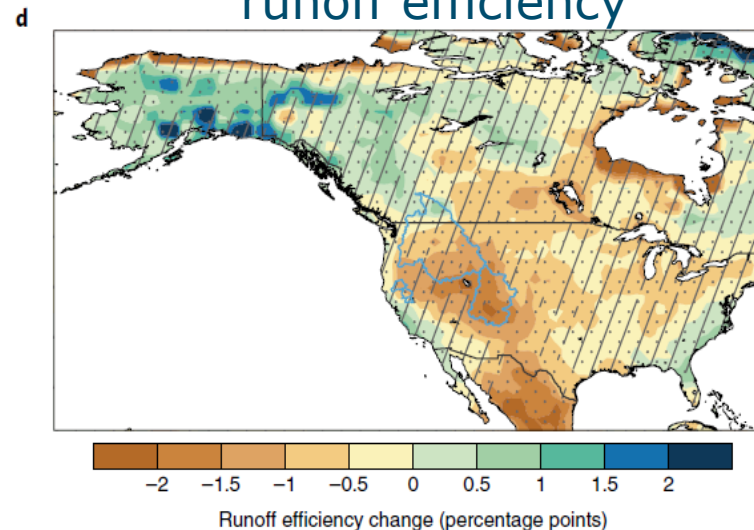 runoff efficiency
d
−2 −1.5 −1 −0.5 0 0.5 1 1.5 2
Runoff efficiency change (percentage points)